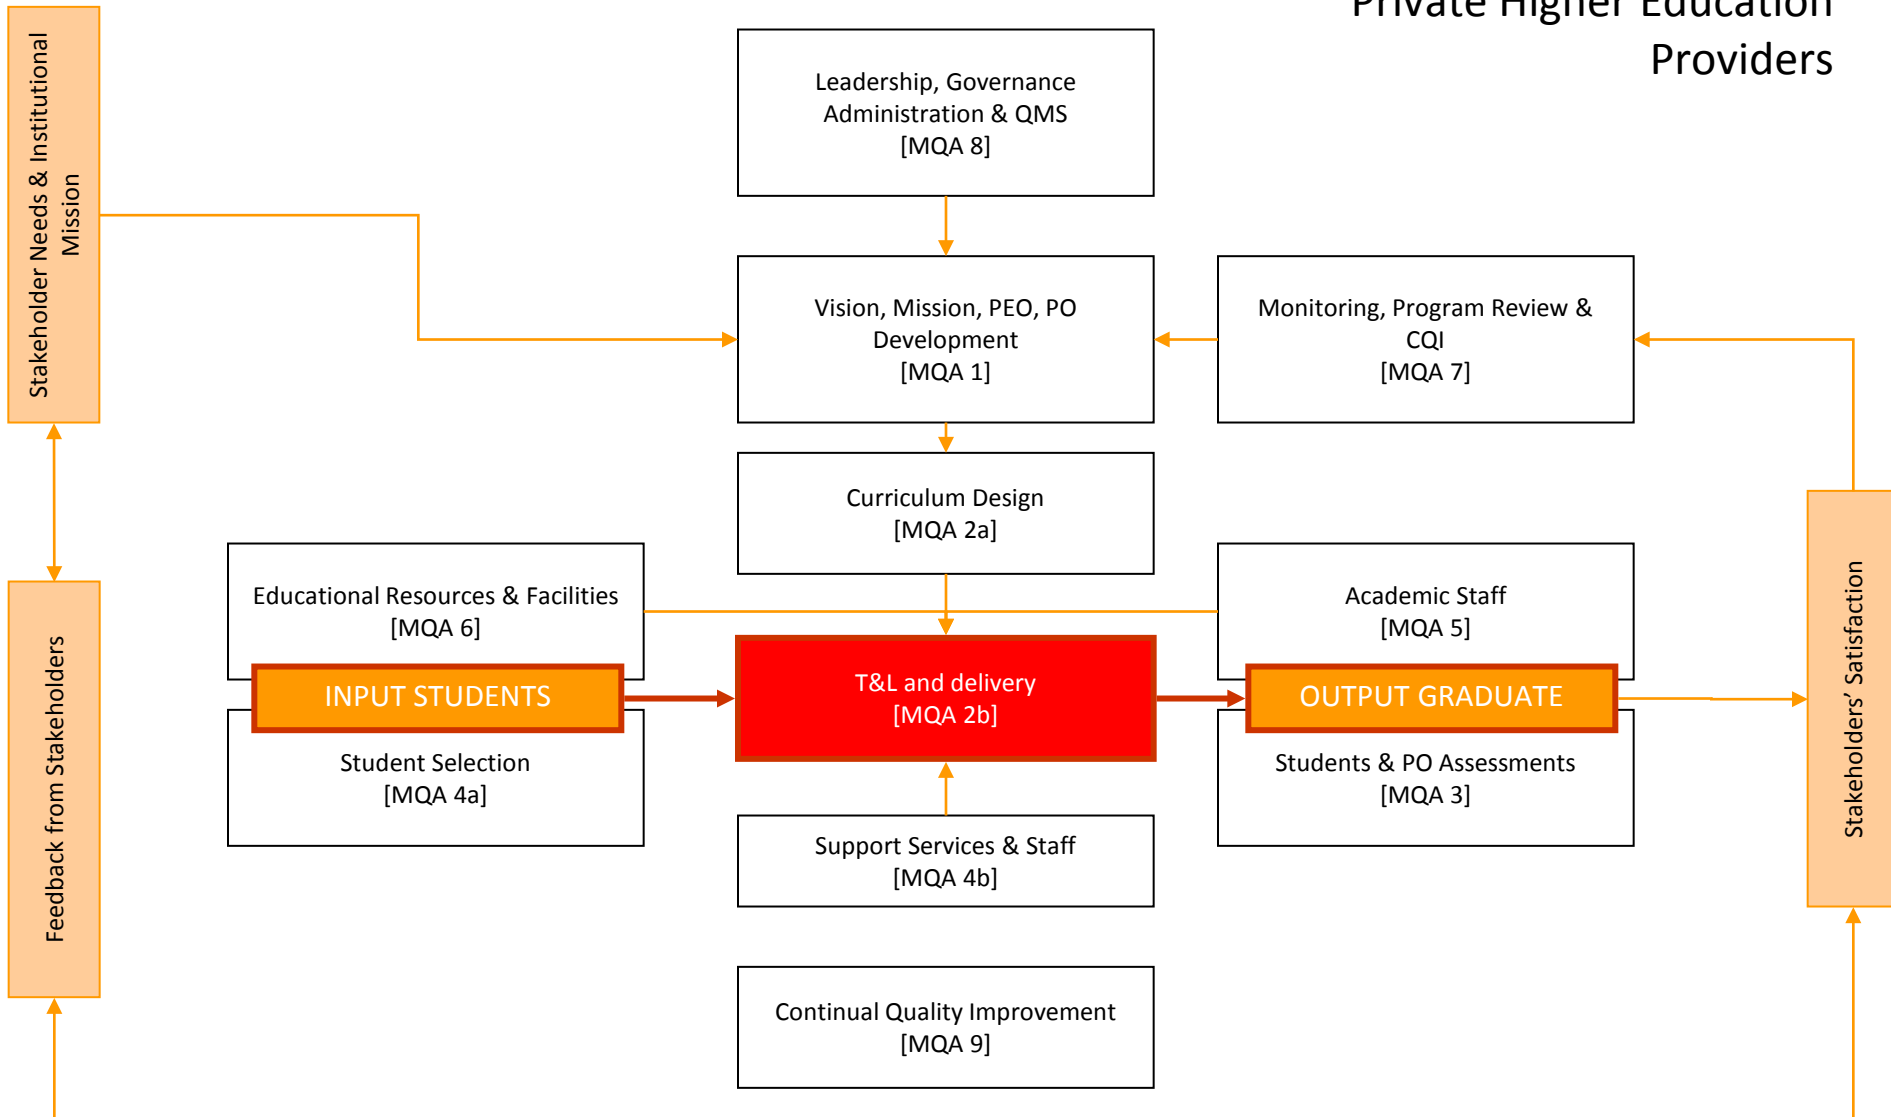 Private Higher Education
Providers
Stakeholder Needs & Institutional
Mission
Leadership, Governance
Administration & QMS
[MQA 8]
Vision, Mission, PEO, PO
Development
[MQA 1]
Monitoring, Program Review &
CQI
[MQA 7]
Curriculum Design
[MQA 2a]
Educational Resources & Facilities
[MQA 6]
Academic Staff
[MQA 5]
Feedback from Stakeholders
INPUT STUDENTS
T&L and delivery
[MQA 2b]
OUTPUT GRADUATE
Stakeholders’ Satisfaction
Student Selection
[MQA 4a]
Students & PO Assessments
[MQA 3]
Support Services & Staff
[MQA 4b]
Continual Quality Improvement
[MQA 9]